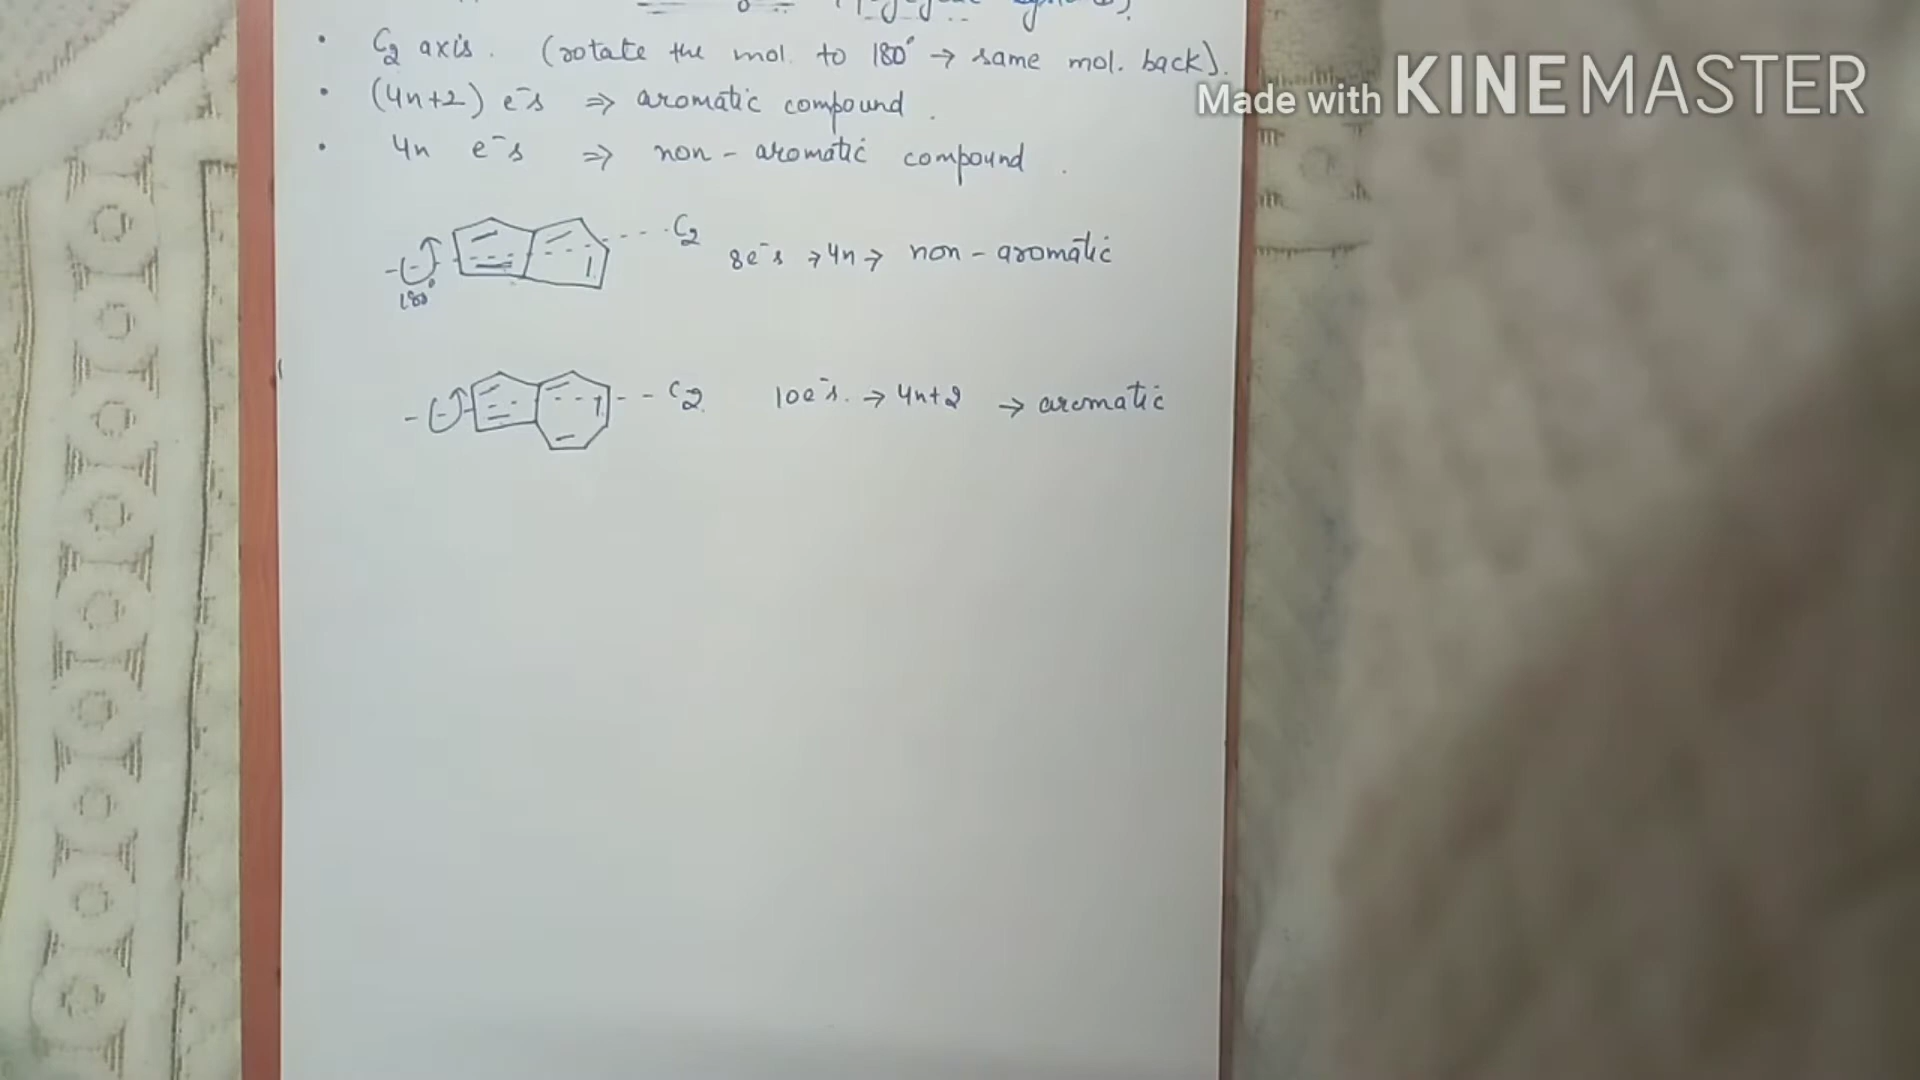 • C2 axis. (rotate the mol. to 180° → same mol. back).
Made with KINEMASTER
• (4n+2) e⁻s ⇒ aromatic compound.
• 4n e⁻s ⇒ non-aromatic compound.
C2
8e⁻s → 4n → non-aromatic
180°
C2 10e⁻s. → 4n+2 → aromatic